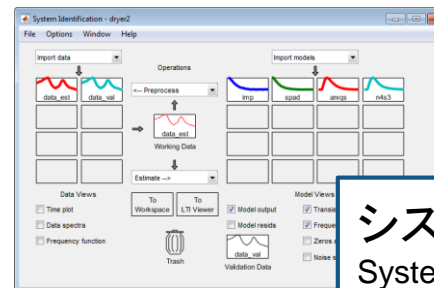 System Identification - dryer2
File Options Window Help
Import data
Operations
Import models
data_est
data_val
<-- Preprocess
imp
spad
arxqs
n4s3
data_est
Working Data
Estimate -->
Data Views
To Workspace
To LTI Viewer
Model Views
Time plot
Model output
Data spectra
Model resids
Frequency function
Zeros
Trash
data_val
Validation Data
Noise
シス
Syste